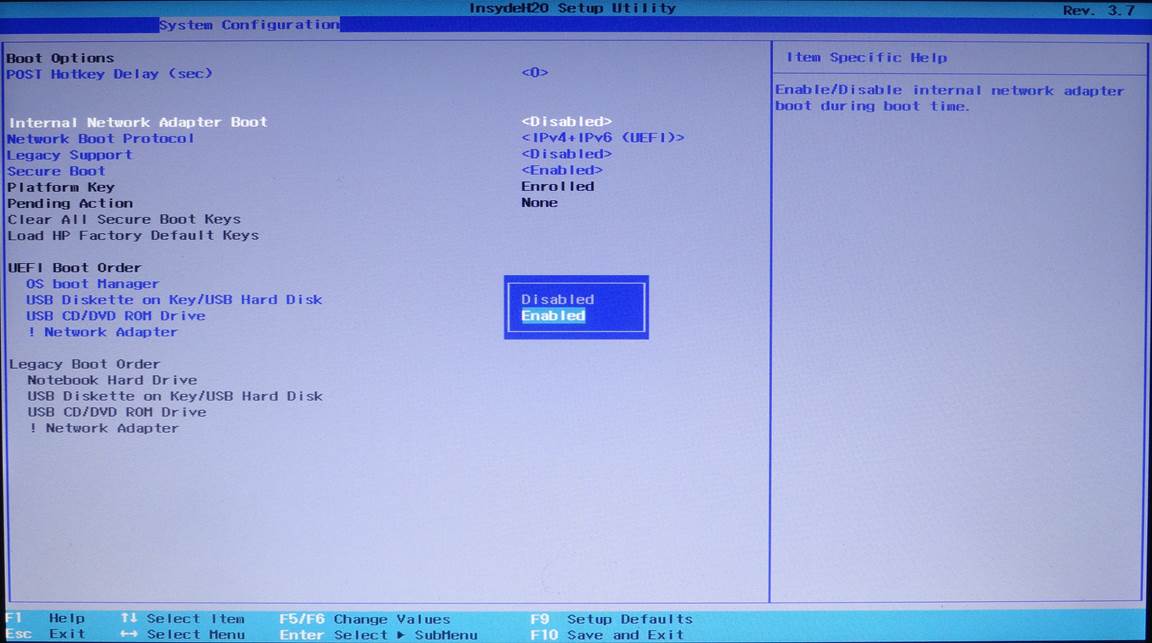 InsydeH20 Setup Utility Rev. 3.7
System Configuration
Boot Options
POST Hotkey Delay (sec) <0>
Internal Network Adapter Boot <Disabled>
Network Boot Protocol <IPv4+IPv6 (UEFI)>
Legacy Support <Disabled>
Secure Boot <Enabled>
Platform Key Enrolled
Pending Action None
Clear All Secure Boot Keys
Load HP Factory Default Keys
UEFI Boot Order
OS boot Manager
USB Diskette on Key/USB Hard Disk
USB CD/DVD ROM Drive
! Network Adapter
Legacy Boot Order
Notebook Hard Drive
USB Diskette on Key/USB Hard Disk
USB CD/DVD ROM Drive
! Network Adapter
Disabled
Enabled
Item Specific Help
Enable/Disable internal network adapter
boot during boot time.
F1 Help ↑↓ Select Item F5/F6 Change Values F9 Setup Defaults
Esc Exit ↔ Select Menu Enter Select ▶ SubMenu F10 Save and Exit